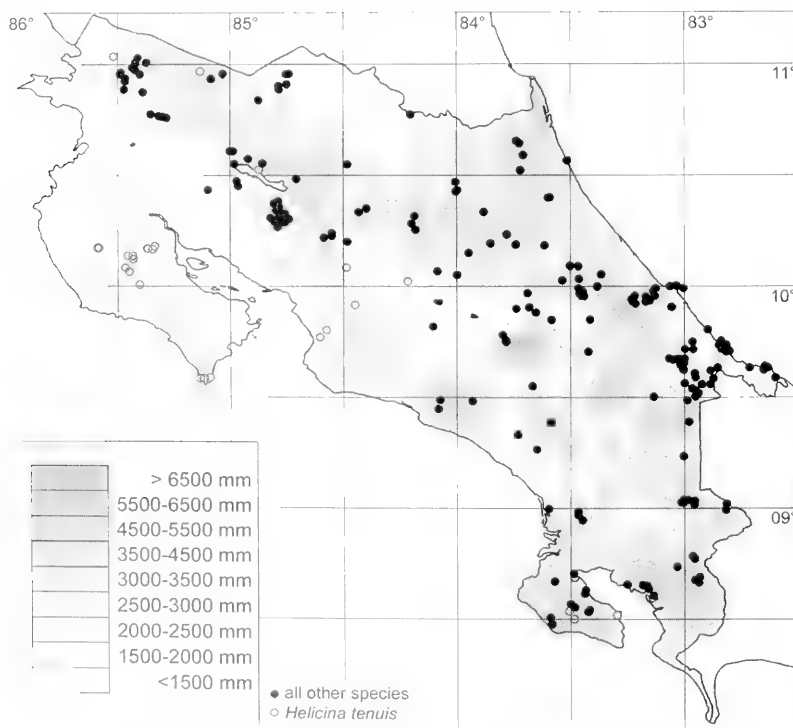 86° 85° 84° 83°
11°
10°
09°
> 6500 mm
5500-6500 mm
4500-5500 mm
3500-4500 mm
3000-3500 mm
2500-3000 mm
2000-2500 mm
1500-2000 mm
<1500 mm
● all other species
○ Helicina tenuis